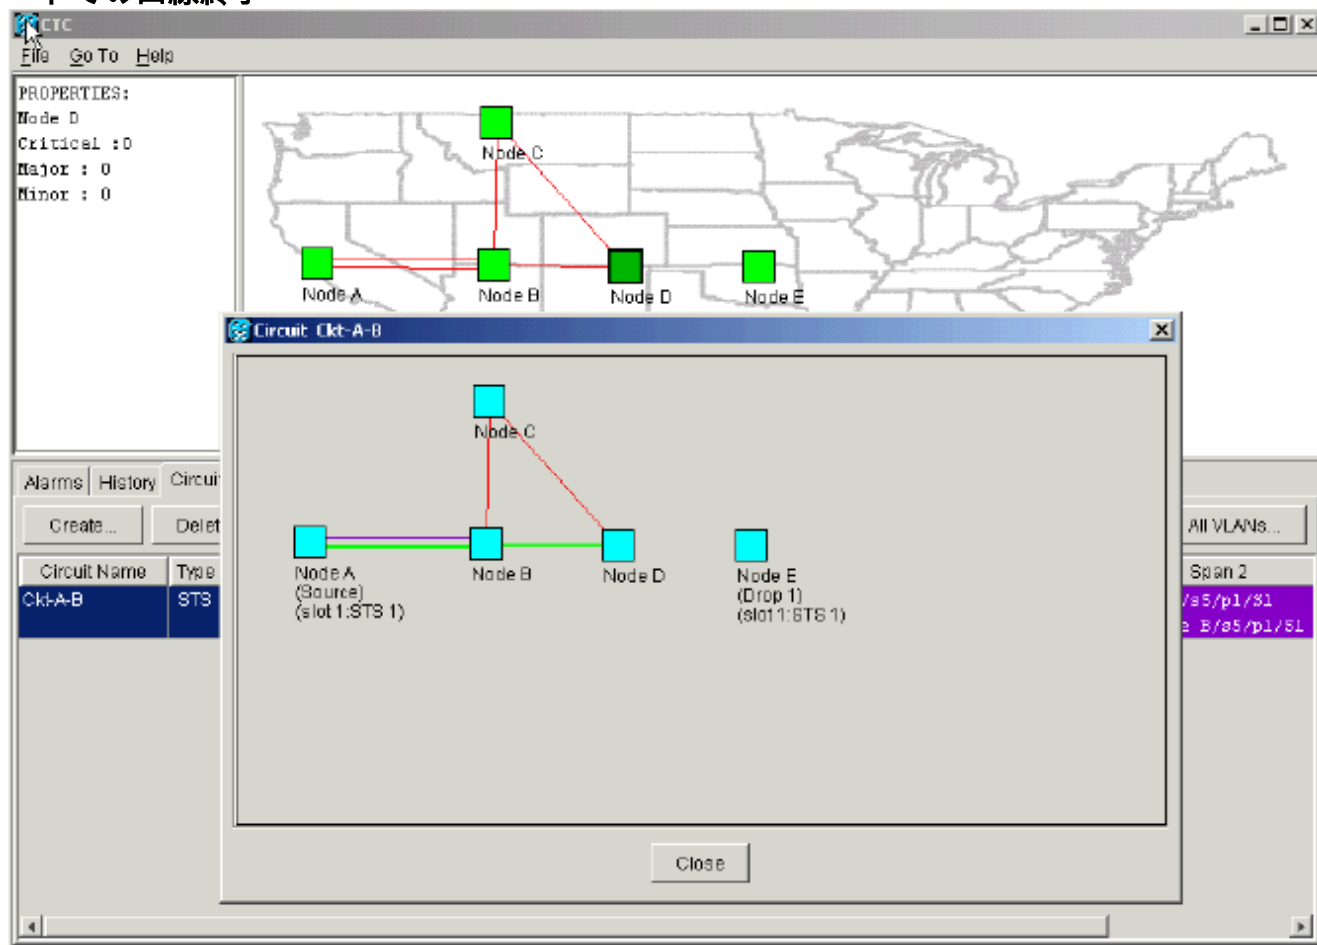 CTC
File Go To Help
PROPERTIES:
Node D
Critical :0
Major : 0
Minor : 0
Node C
Node A
Node B
Node D
Node E
Circuit Ckt-A-B
Node C
Node A
(Source)
(slot 1:STS 1)
Node B
Node D
Node E
(Drop 1)
(slot 1:STS 1)
Close
Alarms History Circui
Create... Delet
All VLANs...
Circuit Name Type
Span 2
Ckt-A-B STS
/s5/p1/S1
e B/s5/p1/S1